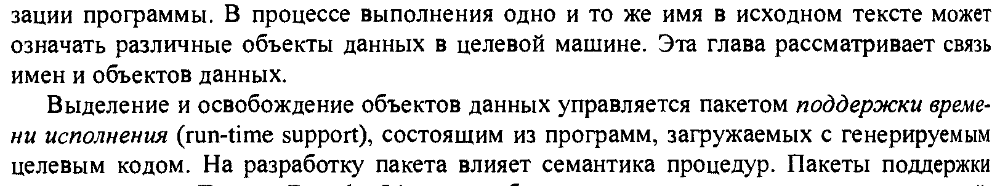 зации программы. В процессе выполнения одно и то же имя в исходном тексте может
означать различные объекты данных в целевой машине. Эта глава рассматривает связь
имен и объектов данных.
Выделение и освобождение объектов данных управляется пакетом поддержки време-
ни исполнения (run-time support), состоящим из программ, загружаемых с генерируемым
целевым кодом. На разработку пакета влияет семантика процедур. Пакеты поддержки